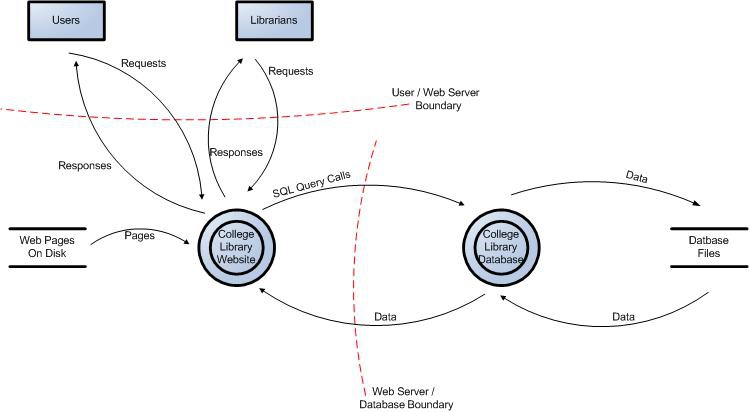 Users
Librarians
Requests
Requests
User / Web Server
Boundary
Responses
Responses
SQL Query Calls
Data
Web Pages
On Disk
Pages
College
Library
Website
College
Library
Database
Datbase
Files
Data
Data
Web Server /
Database Boundary